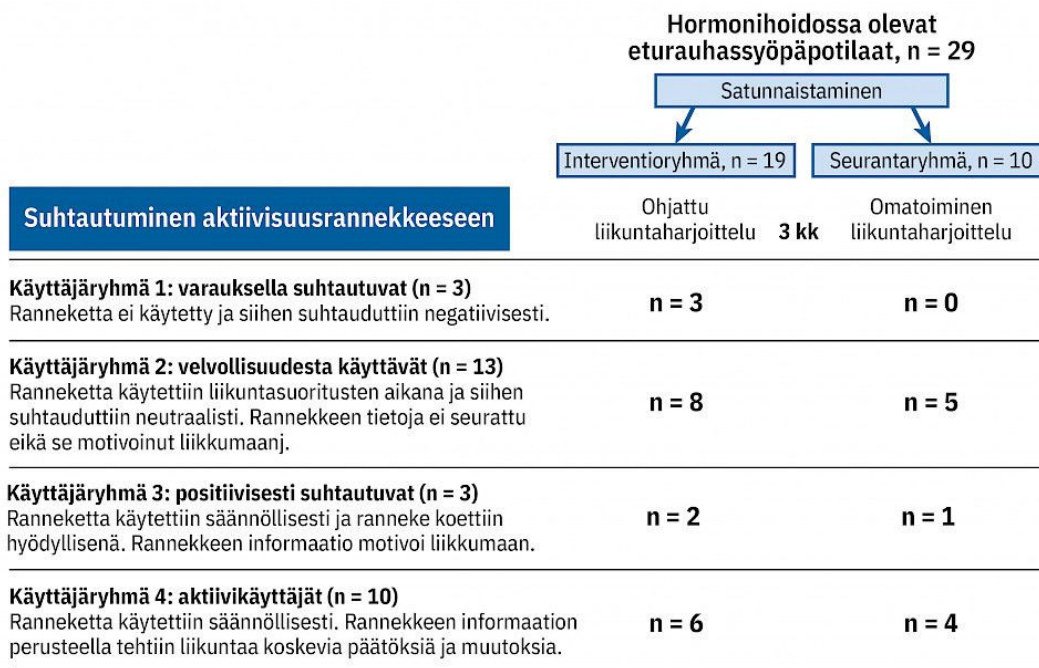 Hormonihoidossa olevat
eturauhassyöpäpotilaat, n = 29
Satunnaistaminen
Interventioryhmä, n = 19
Seurantaryhmä, n = 10
Suhtautuminen aktiivisuusrannekkeeseen
Ohjattu
liikuntaharjoittelu
3 kk
Omatoiminen
liikuntaharjoittelu
Käyttäjäryhmä 1: varauksella suhtautuvat (n = 3)
Ranneketta ei käytetty ja siihen suhtauduttiin negatiivisesti.
n = 3
n = 0
Käyttäjäryhmä 2: velvollisuudesta käyttävät (n = 13)
Ranneketta käytettiin liikuntasuoritusten aikana ja siihen
suhtauduttiin neutraalisti. Rannekkeen tietoja ei seurattu
eikä se motivoinut liikkumaanj.
n = 8
n = 5
Käyttäjäryhmä 3: positiivisesti suhtautuvat (n = 3)
Ranneketta käytettiin säännöllisesti ja ranneke koettiin
hyödyllisenä. Rannekkeen informaatio motivoi liikkumaan.
n = 2
n = 1
Käyttäjäryhmä 4: aktiivikäyttäjät (n = 10)
Ranneketta käytettiin säännöllisesti. Rannekkeen informaation
perusteella tehtiin liikuntaa koskevia päätöksiä ja muutoksia.
n = 6
n = 4